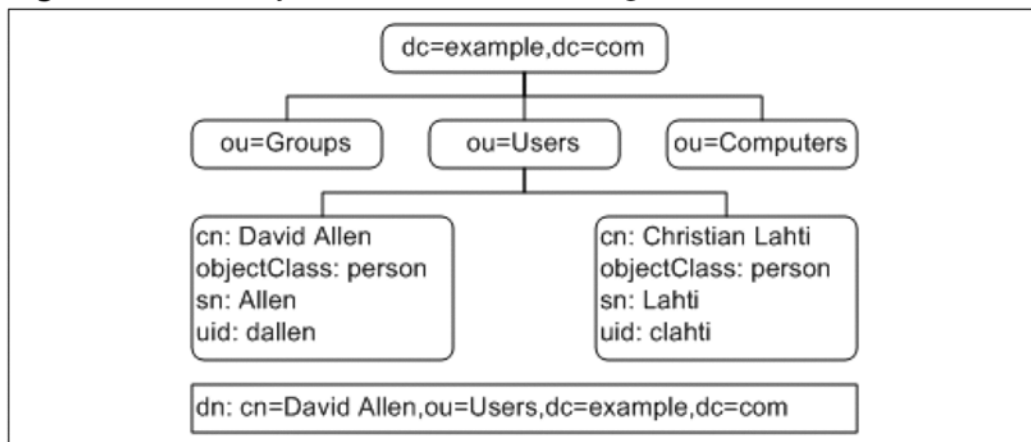 dc=example,dc=com
ou=Groups
ou=Users
ou=Computers
cn: David Allen
objectClass: person
sn: Allen
uid: dallen
cn: Christian Lahti
objectClass: person
sn: Lahti
uid: clahti
dn: cn=David Allen,ou=Users,dc=example,dc=com